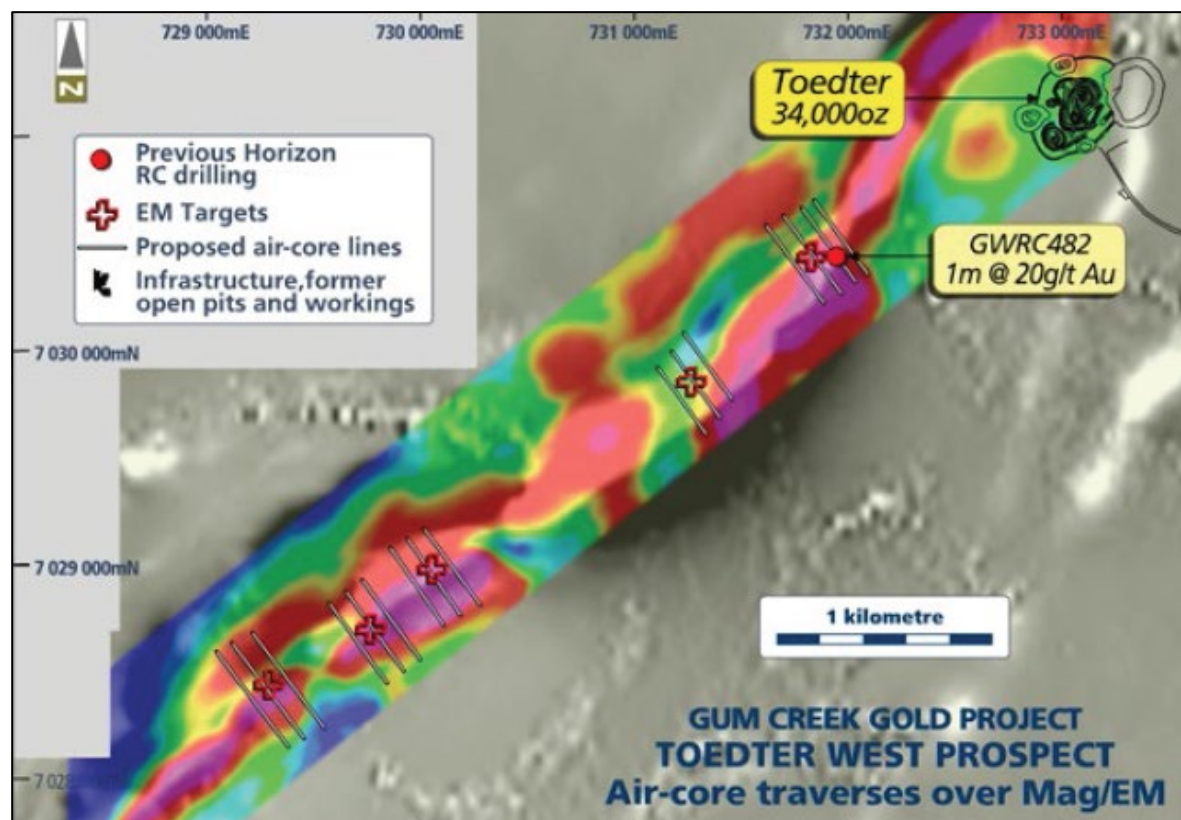 729 000mE
730 000mE
731 000mE
732 000mE
733 000mE
N
Toedter
34,000oz
Previous Horizon
RC drilling
EM Targets
Proposed air-core lines
Infrastructure,former
open pits and workings
GWRC482
1m @ 20g/t Au
7 030 000mN
7 029 000mN
7 028
1 kilometre
GUM CREEK GOLD PROJECT
TOEDTER WEST PROSPECT
Air-core traverses over Mag/EM